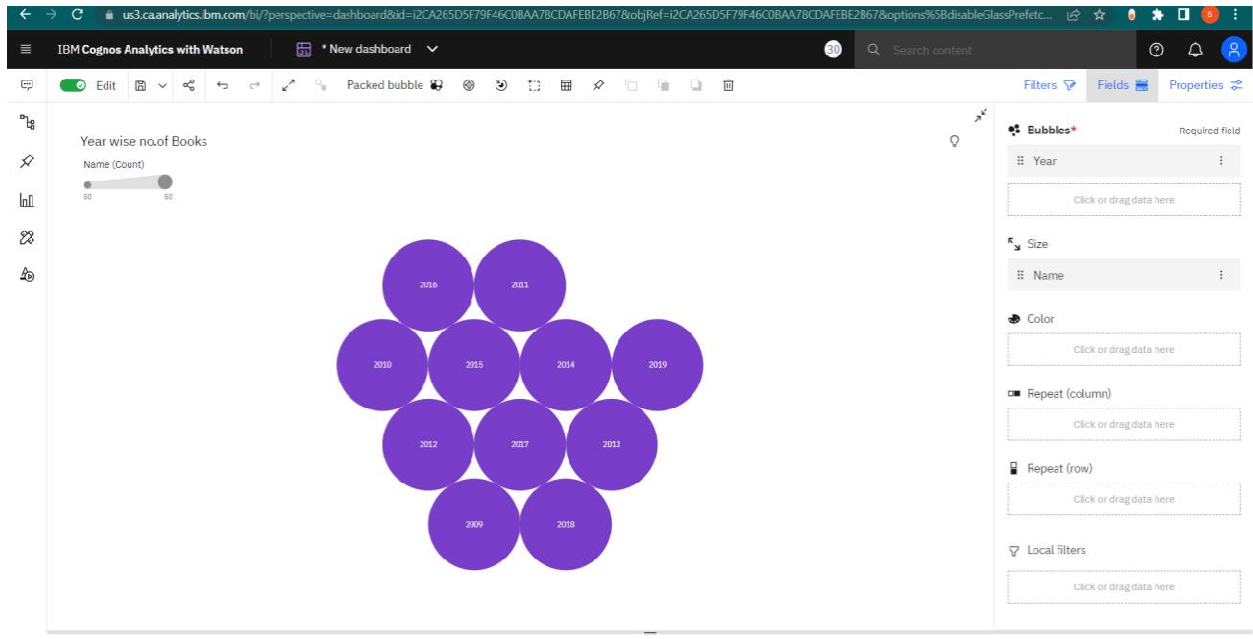 us3.ca.analytics.ibm.com/bi/?perspective=dashboard&id=i2CA265D5F79F46C0BAA78CDAFEBE2B67&objRef=i2CA265D5F79F46C0BAA78CDAFEBE2B67&options%5BdisableGlassPrefetc...
S
IBM Cognos Analytics with Watson
* New dashboard
30
Search content
Edit
Packed bubble
Filters
Fields
Properties
Year wise no.of Books
Name (Count)
50 50
2016 2011
2010 2015 2014 2019
2012 2017 2013
2009 2018
Bubbles* Required field
Year
Click or drag data here
Size
Name
Color
Click or drag data here
Repeat (column)
Click or drag data here
Repeat (row)
Click or drag data here
Local filters
Click or drag data here